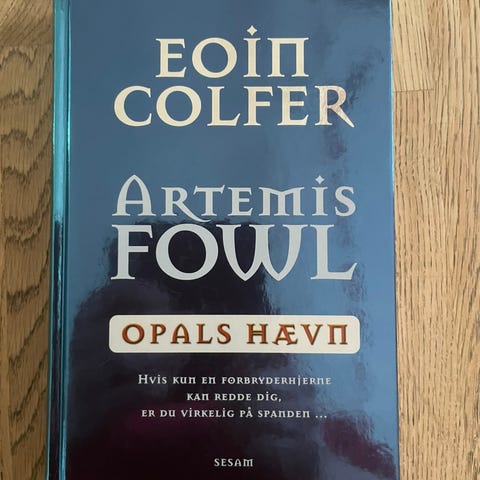 EOIN
COLFER
ARTEMIS
FOWL
OPALS HÆVN
HVIS KUN EN FORBRYDERHJERNE
KAN REDDE DIG,
ER DU VIRKELIG PÅ SPANDEN ...
SESAM